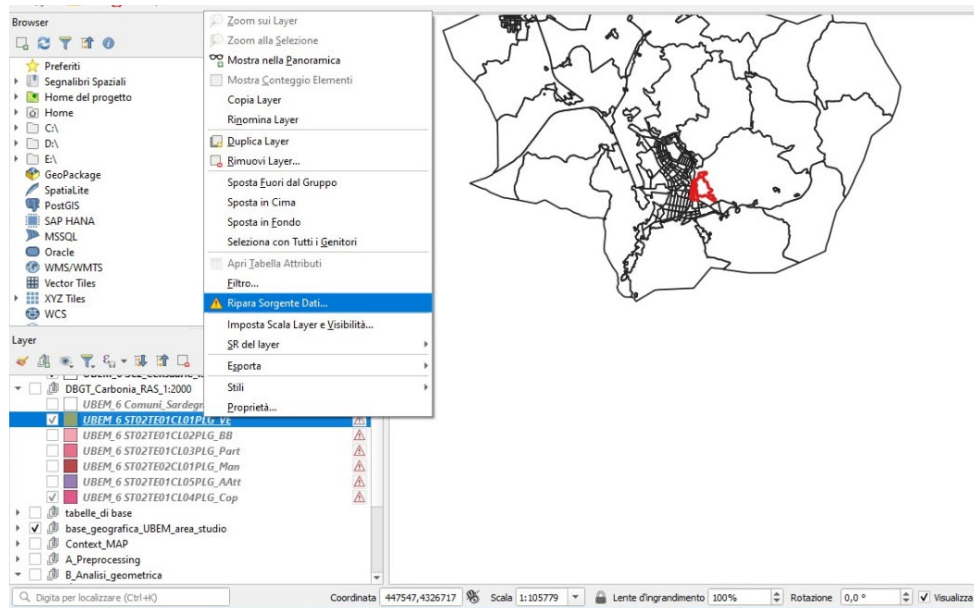 Browser
Preferiti
Segnalibri Spaziali
Home del progetto
Home
C:\
D:\
E:\
GeoPackage
SpatiaLite
PostGIS
SAP HANA
MSSQL
Oracle
WMS/WMTS
Vector Tiles
XYZ Tiles
WCS
Zoom sui Layer
Zoom alla Selezione
Mostra nella Panoramica
Mostra Conteggio Elementi
Copia Layer
Rinomina Layer
Duplica Layer
Rimuovi Layer...
Sposta Fuori dal Gruppo
Sposta in Cima
Sposta in Fondo
Seleziona con Tutti i Genitori
Apri Tabella Attributi
Filtro...
Ripara Sorgente Dati...
Imposta Scala Layer e Visibilità...
SR del layer
Esporta
Stili
Proprietà...
Layer
DBGT_Carbonia_RAS_1:2000
UBEM_6 Comuni_Sardegn
UBEM_6 ST02TE01CL01PLG_VE
UBEM_6 ST02TE01CL02PLG_BB
UBEM_6 ST02TE01CL03PLG_Part
UBEM_6 ST02TE02CL01PLG_Man
UBEM_6 ST02TE01CL05PLG_AAtt
UBEM_6 ST02TE01CL04PLG_Cop
tabelle_di base
base_geografica_UBEM_area_studio
Context_MAP
A_Preprocessing
B_Analisi_geometrica
Digita per localizzare (Ctrl+K) Coordinata 447547,4326717 Scala 1:105779 Lente d'ingrandimento 100% Rotazione 0,0 ° Visualizza